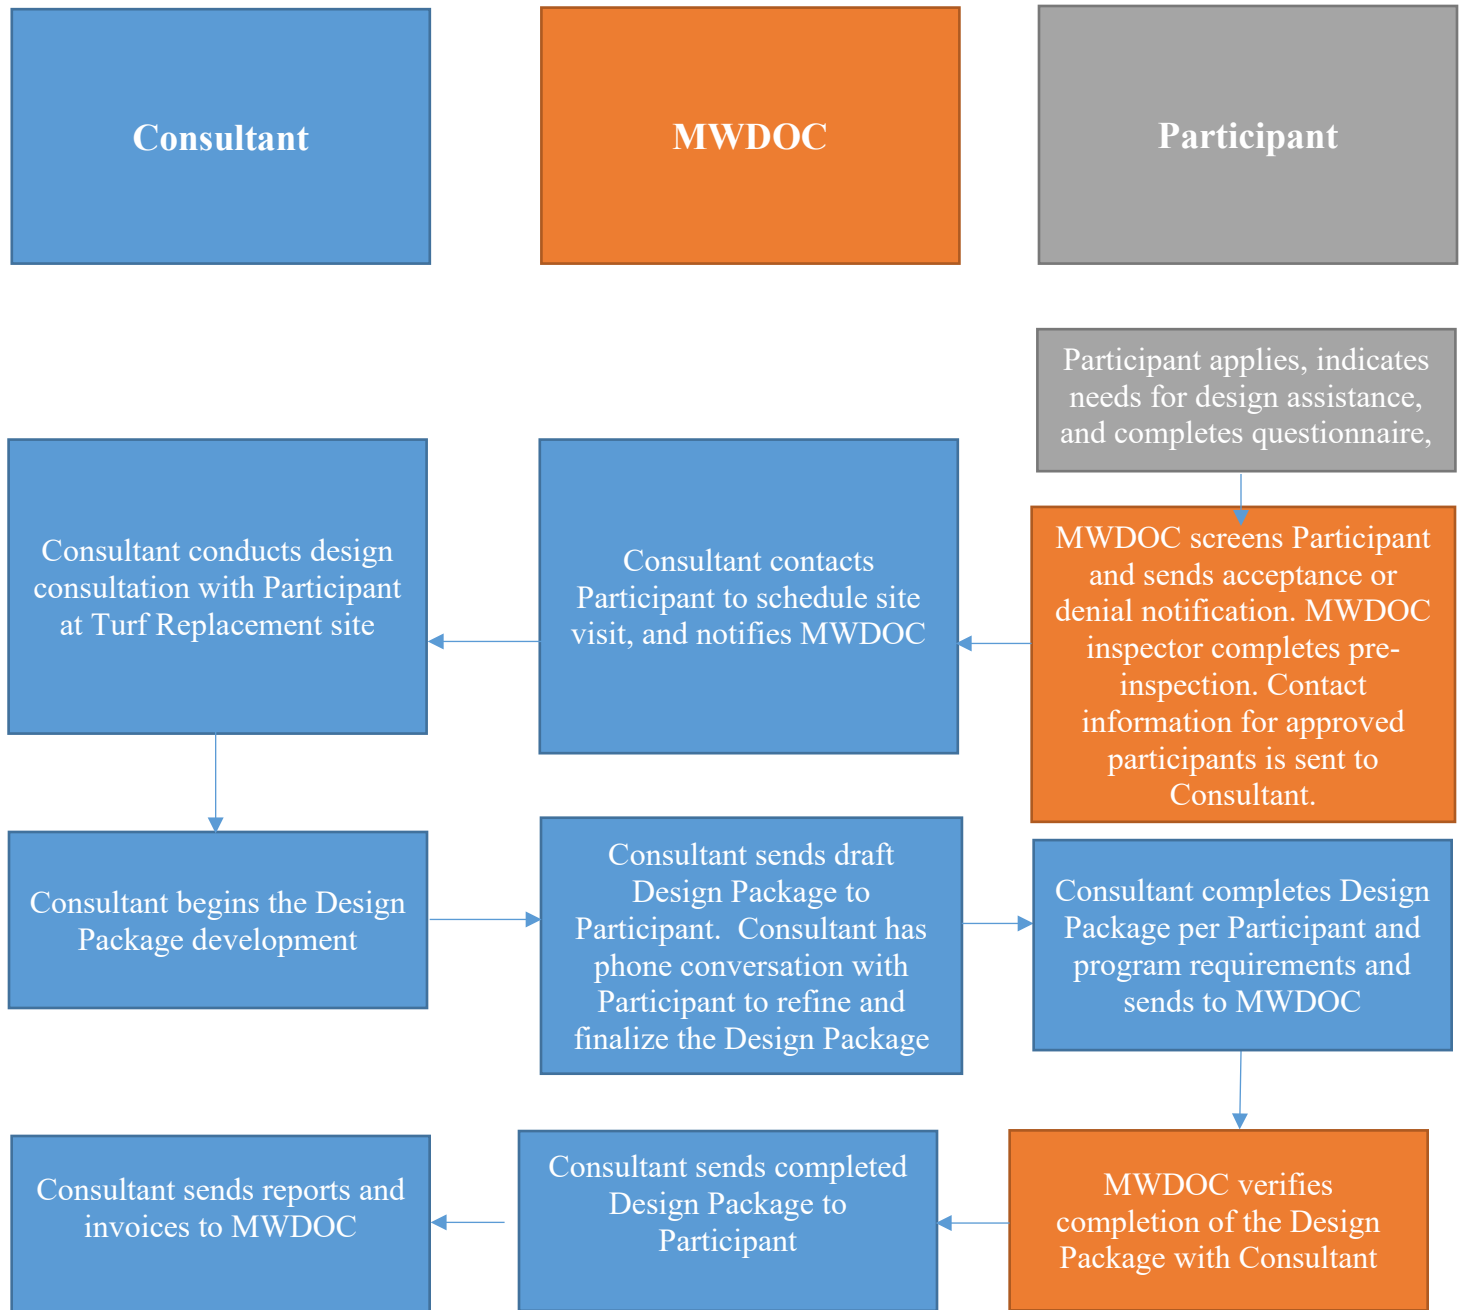 Consultant
MWDOC
Participant
Participant applies, indicates
needs for design assistance,
and completes questionnaire,
MWDOC screens Participant
and sends acceptance or
denial notification. MWDOC
inspector completes pre-
inspection. Contact
information for approved
participants is sent to
Consultant.
Consultant contacts
Participant to schedule site
visit, and notifies MWDOC
Consultant conducts design
consultation with Participant
at Turf Replacement site
Consultant begins the Design
Package development
Consultant sends draft
Design Package to
Participant.  Consultant has
phone conversation with
Participant to refine and
finalize the Design Package
Consultant completes Design
Package per Participant and
program requirements and
sends to MWDOC
MWDOC verifies
completion of the Design
Package with Consultant
Consultant sends completed
Design Package to
Participant
Consultant sends reports and
invoices to MWDOC